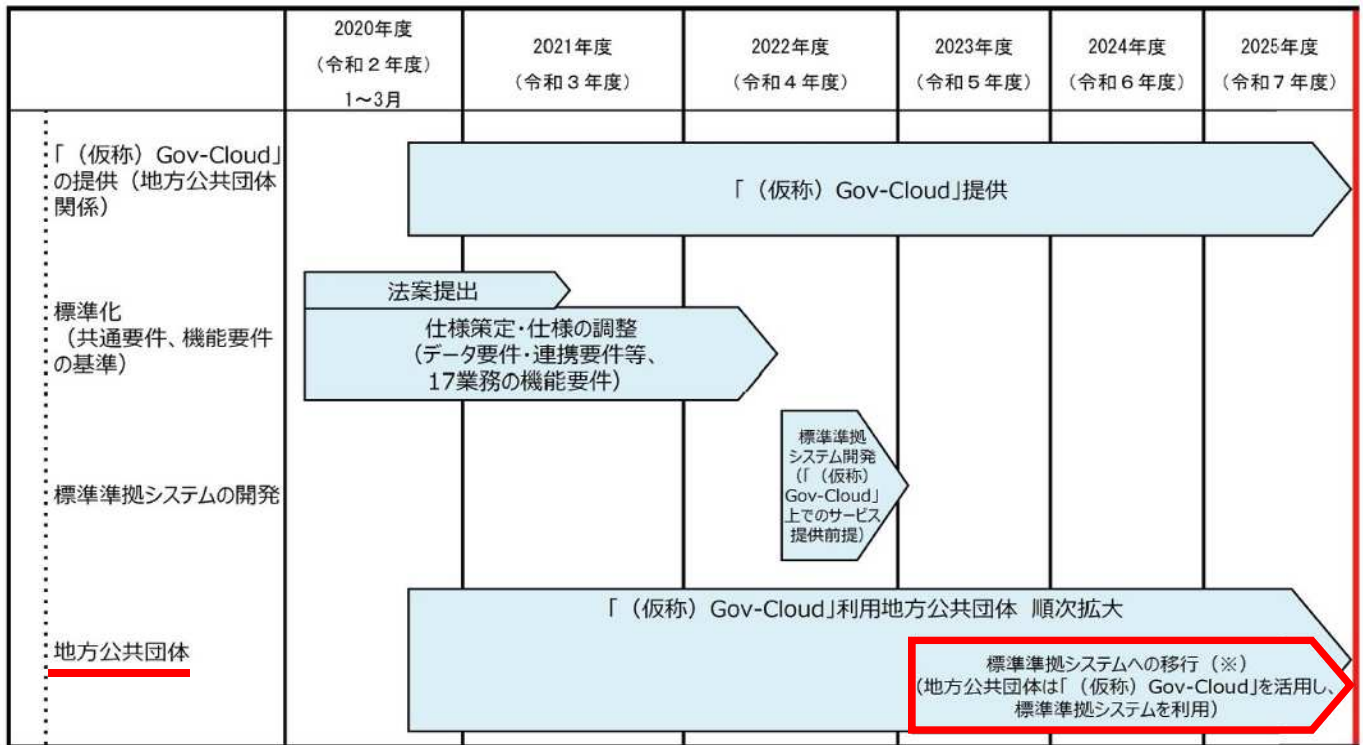 2020年度
（令和２年度）
1～3月
2021年度
（令和３年度）
2022年度
（令和４年度）
2023年度
（令和５年度）
2024年度
（令和６年度）
2025年度
（令和７年度）
「（仮称）Gov-Cloud」
の提供（地方公共団体
関係）
「（仮称）Gov-Cloud」提供
標準化
（共通要件、機能要件
の基準）
法案提出
仕様策定・仕様の調整
（データ要件・連携要件等、
17業務の機能要件）
標準準拠システムの開発
標準準拠
システム開発
（「（仮称）
Gov-Cloud」
上でのサービス
提供前提）
地方公共団体
「（仮称）Gov-Cloud」利用地方公共団体 順次拡大
標準準拠システムへの移行（※）
（地方公共団体は「（仮称）Gov-Cloud」を活用し、
標準準拠システムを利用）